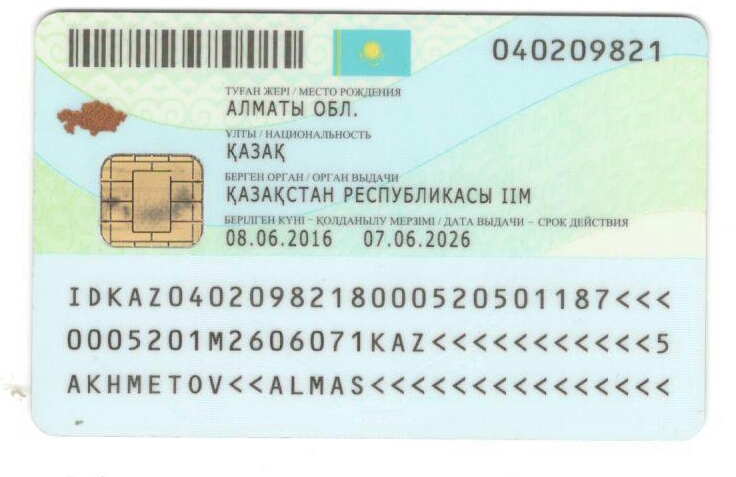 040209821
ТУҒАН ЖЕРІ / МЕСТО РОЖДЕНИЯ
АЛМАТЫ ОБЛ.
ҰЛТЫ / НАЦИОНАЛЬНОСТЬ
ҚАЗАҚ
БЕРГЕН ОРГАН / ОРГАН ВЫДАЧИ
ҚАЗАҚСТАН РЕСПУБЛИКАСЫ ІІМ
БЕРІЛГЕН КҮНІ – ҚОЛДАНЫЛУ МЕРЗІМІ / ДАТА ВЫДАЧИ – СРОК ДЕЙСТВИЯ
08.06.2016 07.06.2026
IDKAZ0402098218000520501187<<<
0005201M2606071KAZ<<<<<<<<<<<5
AKHMETOV<<ALMAS<<<<<<<<<<<<<<<